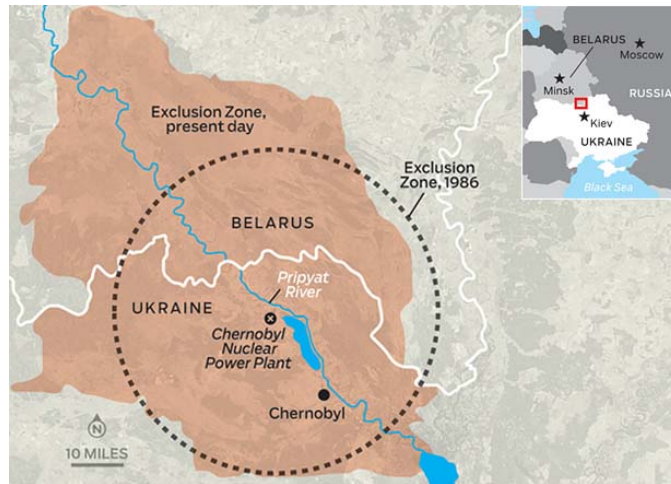 Exclusion Zone,
present day
Exclusion
Zone, 1986
BELARUS
UKRAINE
Pripyat
River
Chernobyl
Nuclear
Power Plant
Chernobyl
N
10 MILES
BELARUS
Moscow
Minsk
RUSSIA
Kiev
UKRAINE
Black Sea